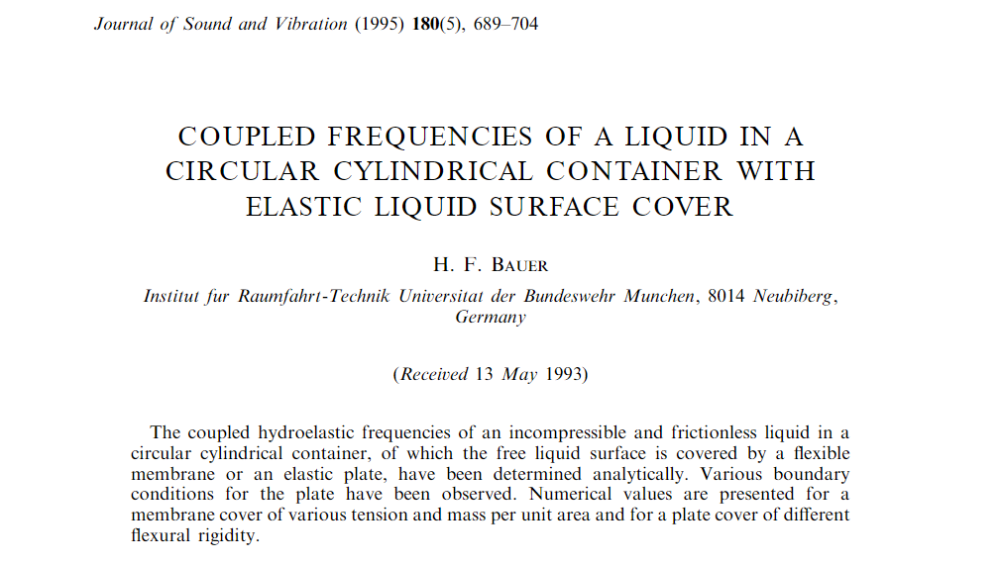 Journal of Sound and Vibration (1995) 180(5), 689–704
COUPLED FREQUENCIES OF A LIQUID IN A
CIRCULAR CYLINDRICAL CONTAINER WITH
ELASTIC LIQUID SURFACE COVER
H. F. Bauer
Institut fur Raumfahrt-Technik Universitat der Bundeswehr Munchen, 8014 Neubiberg,
Germany
(Received 13 May 1993)
The coupled hydroelastic frequencies of an incompressible and frictionless liquid in a
circular cylindrical container, of which the free liquid surface is covered by a flexible
membrane or an elastic plate, have been determined analytically. Various boundary
conditions for the plate have been observed. Numerical values are presented for a
membrane cover of various tension and mass per unit area and for a plate cover of different
flexural rigidity.